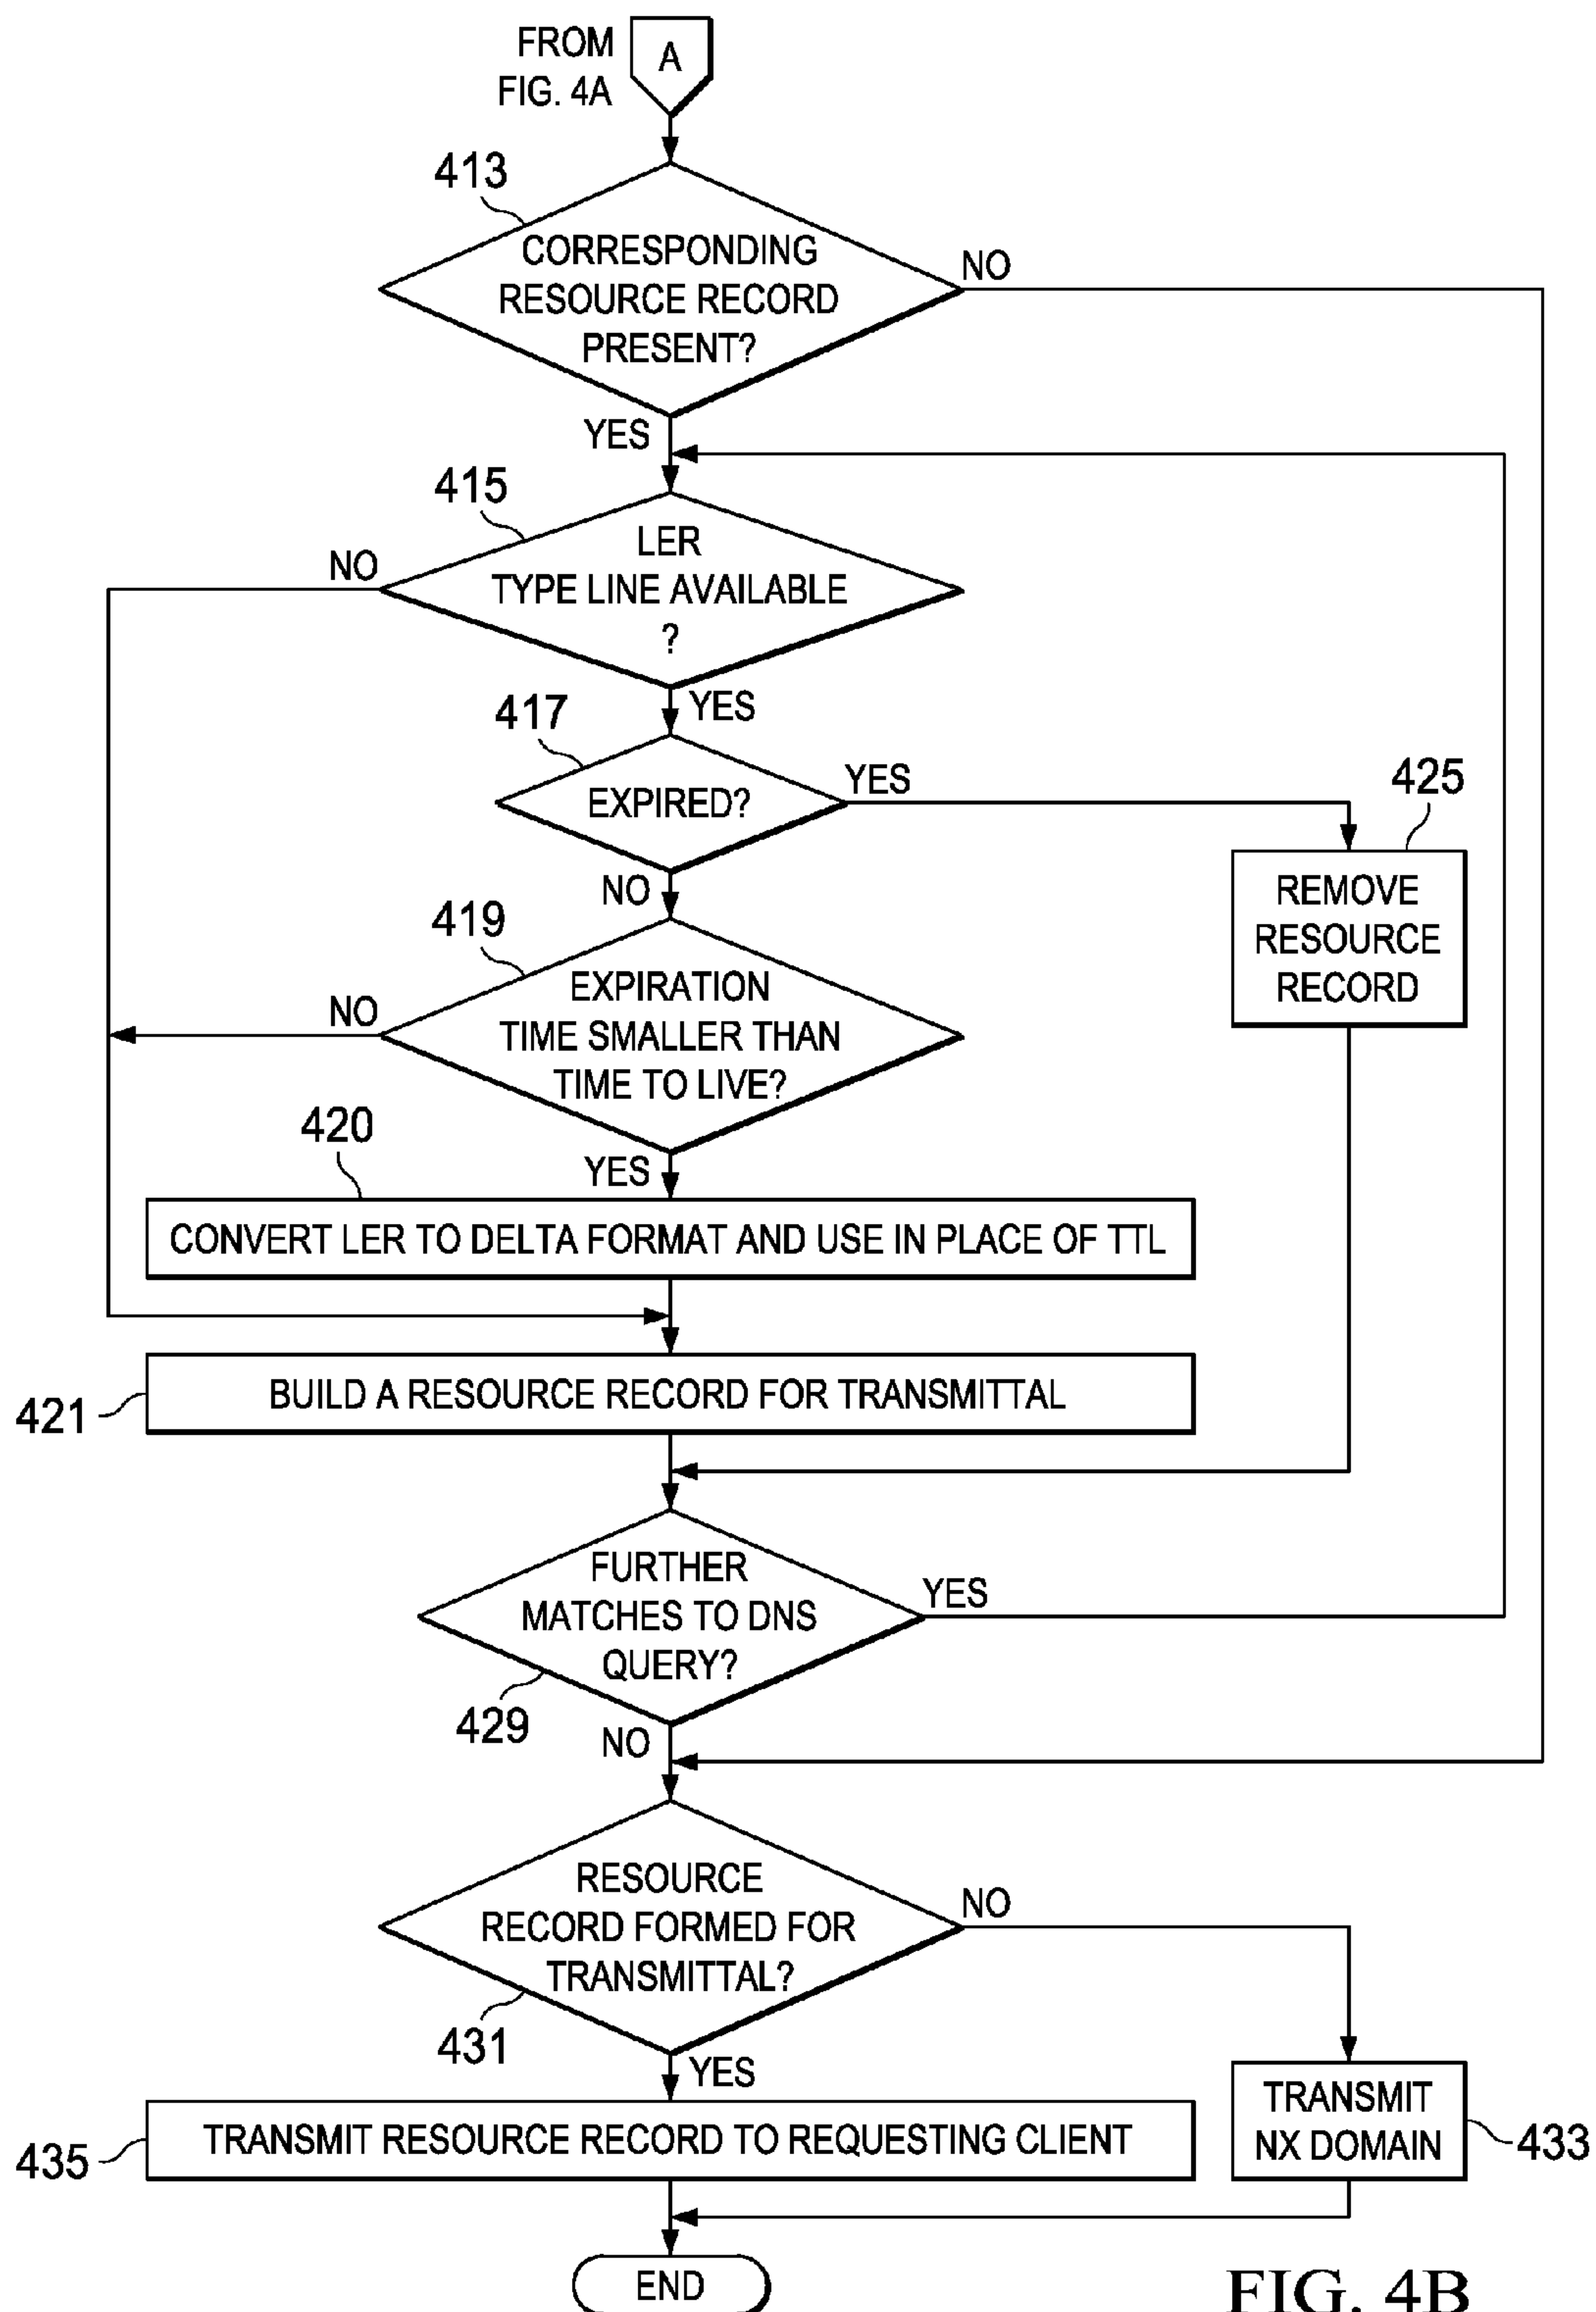 FROM
FIG. 4A
A
413
CORRESPONDING
RESOURCE RECORD
PRESENT?
NO
YES
415
LER
TYPE LINE AVAILABLE
?
NO
YES
417
EXPIRED?
YES
425
REMOVE
RESOURCE
RECORD
NO
419
EXPIRATION
TIME SMALLER THAN
TIME TO LIVE?
NO
YES
420
CONVERT LER TO DELTA FORMAT AND USE IN PLACE OF TTL
421
BUILD A RESOURCE RECORD FOR TRANSMITTAL
FURTHER
MATCHES TO DNS
QUERY?
YES
429
NO
RESOURCE
RECORD FORMED FOR
TRANSMITTAL?
NO
431
YES
435
TRANSMIT RESOURCE RECORD TO REQUESTING CLIENT
TRANSMIT
NX DOMAIN
433
END
FIG. 4B